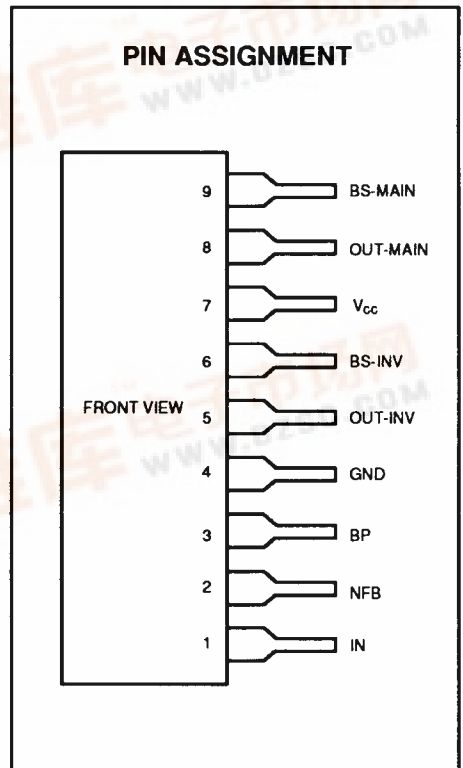 PIN ASSIGNMENT
9 BS-MAIN
8 OUT-MAIN
7 Vcc
6 BS-INV
FRONT VIEW
5 OUT-INV
4 GND
3 BP
2 NFB
1 IN